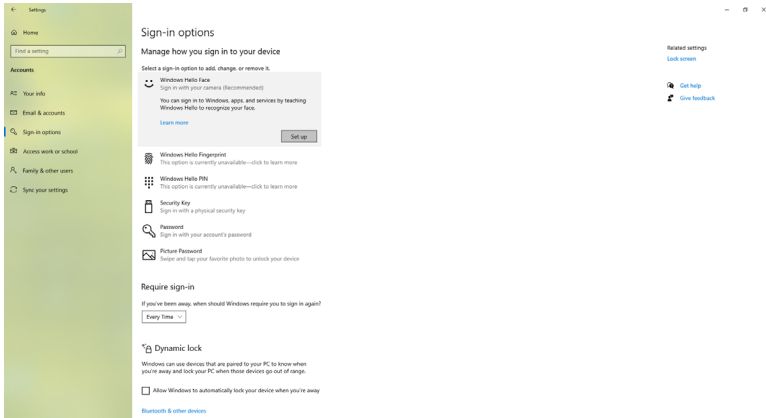 Settings
Home
Find a setting
Accounts
Your info
Email & accounts
Sign-in options
Access work or school
Family & other users
Sync your settings
Sign-in options
Manage how you sign in to your device
Select a sign-in option to add, change, or remove it.
Windows Hello Face
Sign in with your camera (Recommended)
You can sign in to Windows, apps, and services by teaching
Windows Hello to recognize your face.
Learn more
Set up
Windows Hello Fingerprint
This option is currently unavailable—click to learn more
Windows Hello PIN
This option is currently unavailable—click to learn more
Security Key
Sign in with a physical security key
Password
Sign in with your account's password
Picture Password
Swipe and tap your favorite photo to unlock your device
Require sign-in
If you've been away, when should Windows require you to sign in again?
Every Time
Dynamic lock
Windows can use devices that are paired to your PC to know when
you're away and lock your PC when those devices go out of range.
Allow Windows to automatically lock your device when you're away
Bluetooth & other devices
Related settings
Lock screen
Get help
Give feedback